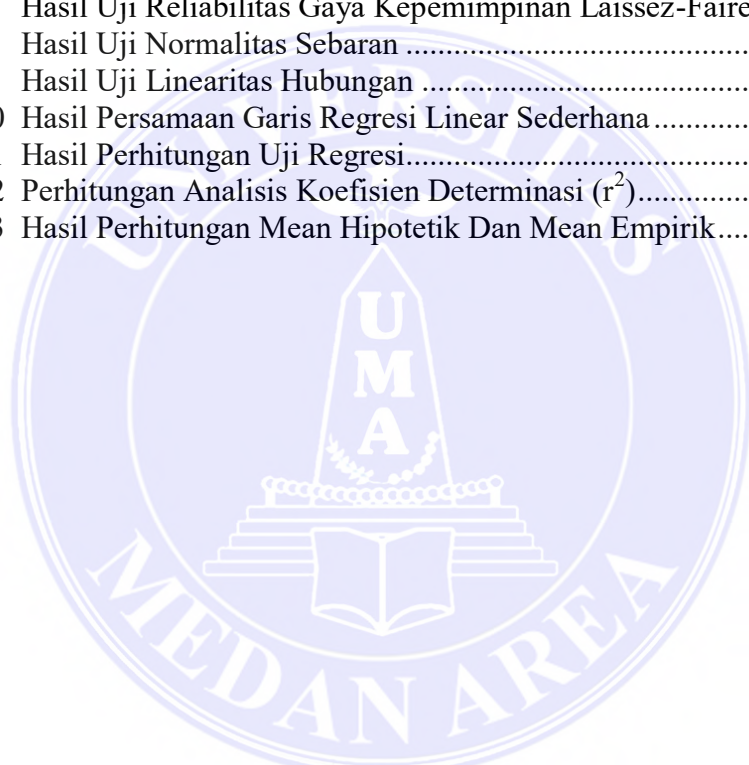 Hasil Uji Reliabilitas Gaya Kepemimpinan Laissez-Faire
Hasil Uji Normalitas Sebaran ........................................
Hasil Uji Linearitas Hubungan ......................................
0 Hasil Persamaan Garis Regresi Linear Sederhana ............
Hasil Perhitungan Uji Regresi........................................
2 Perhitungan Analisis Koefisien Determinasi (r²)..............
3 Hasil Perhitungan Mean Hipotetik Dan Mean Empirik....
UNIVERSITAS
UMA
MEDAN AREA